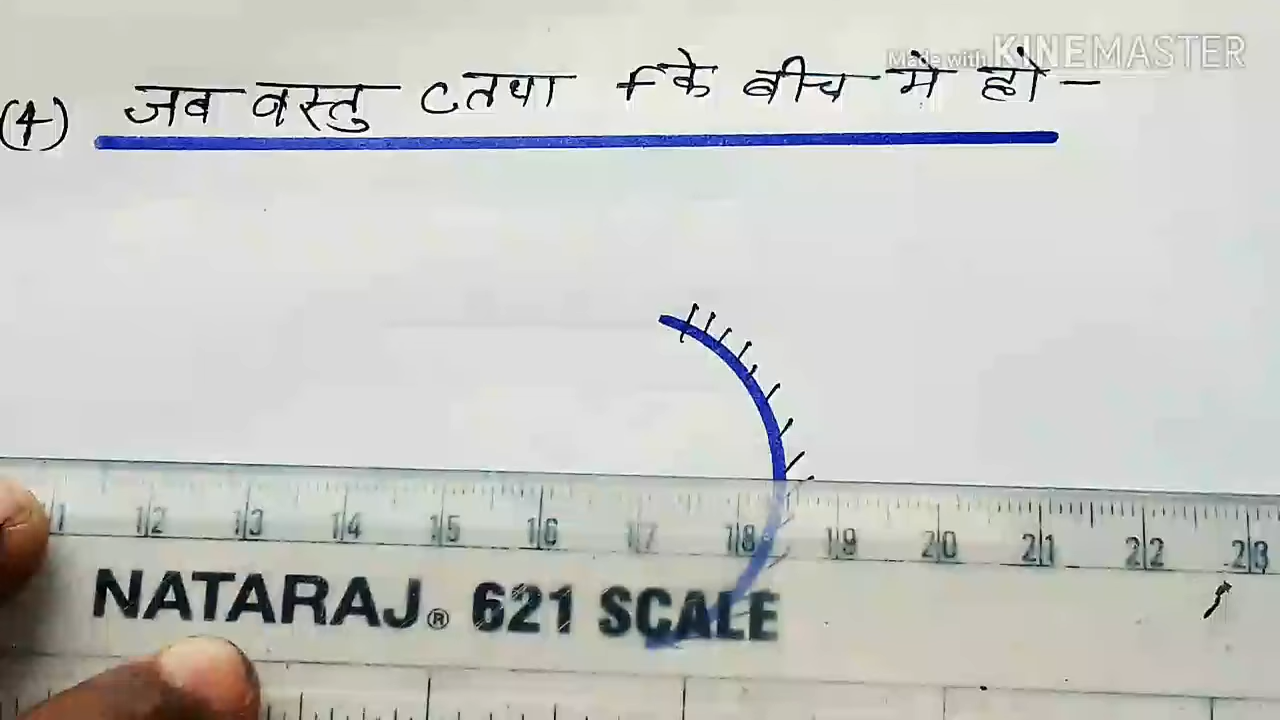 Made with KINEMASTER
(4) जब वस्तु C तथा F के बीच मे हो -
11 12 13 14 15 16 17 18 19 20 21 22 23
NATARAJ® 621 SCALE